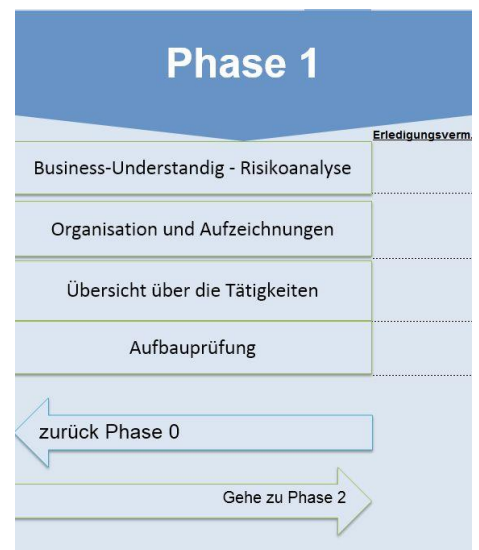 Phase 1
Erledigungsverm.
Business-Understandig - Risikoanalyse
Organisation und Aufzeichnungen
Übersicht über die Tätigkeiten
Aufbauprüfung
zurück Phase 0
Gehe zu Phase 2